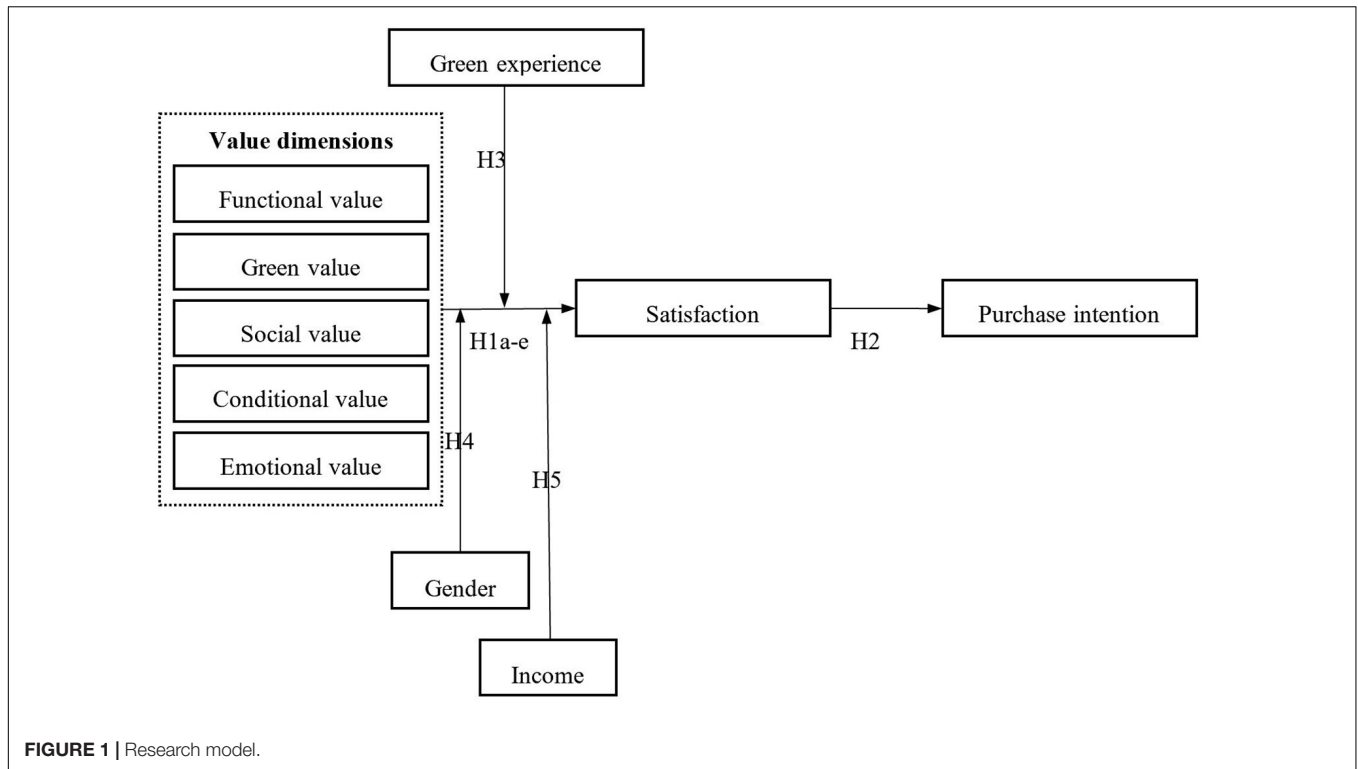 Green experience
Value dimensions
H3
Functional value
Green value
Social value
Satisfaction
Purchase intention
H1a-e
H2
Conditional value
H4
Emotional value
H5
Gender
Income
FIGURE 1 | Research model.